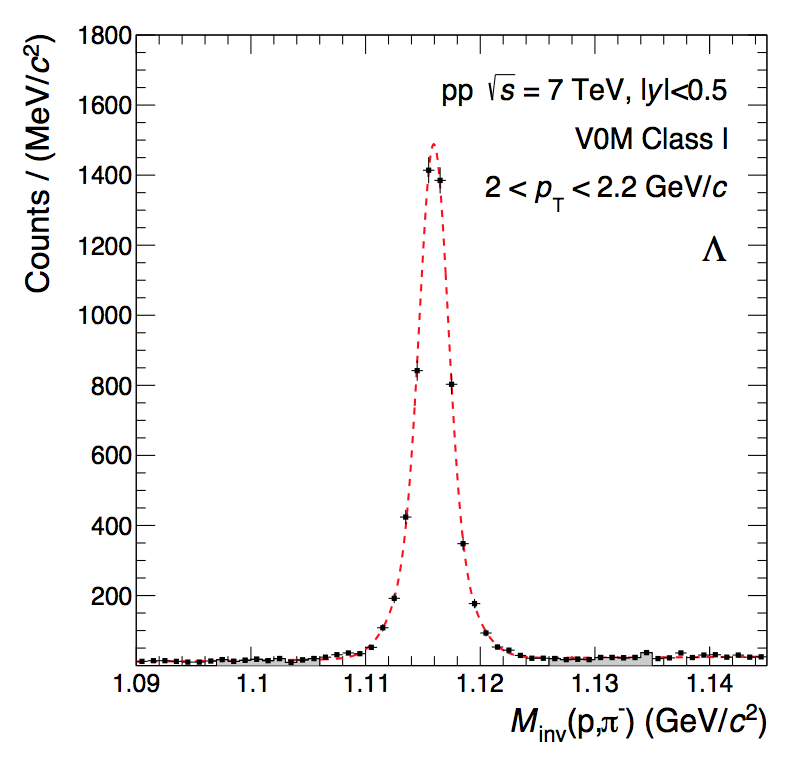 Counts / (MeV/c²)
1800
1600
1400
1200
1000
800
600
400
200
pp √s = 7 TeV, |y|<0.5
V0M Class I
2 < p_T < 2.2 GeV/c
Λ
1.09 1.1 1.11 1.12 1.13 1.14
M_inv(p,π⁻) (GeV/c²)